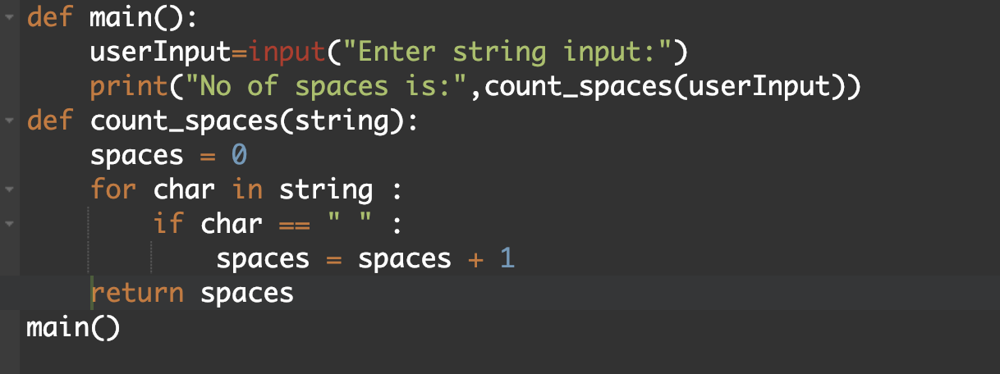 def main():
    userInput=input("Enter string input:")
    print("No of spaces is:",count_spaces(userInput))
def count_spaces(string):
    spaces = 0
    for char in string :
        if char == " " :
            spaces = spaces + 1
    return spaces
main()